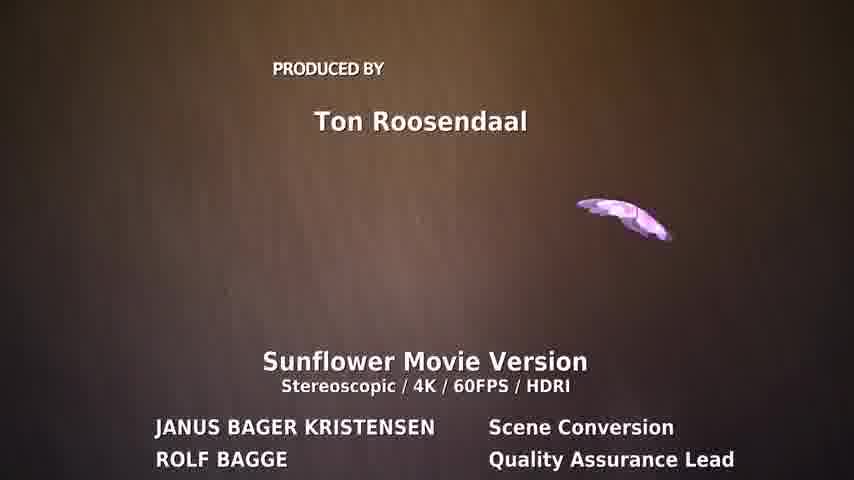 PRODUCED BY
Ton Roosendaal
Sunflower Movie Version
Stereoscopic / 4K / 60FPS / HDRI
JANUS BAGER KRISTENSEN Scene Conversion
ROLF BAGGE Quality Assurance Lead